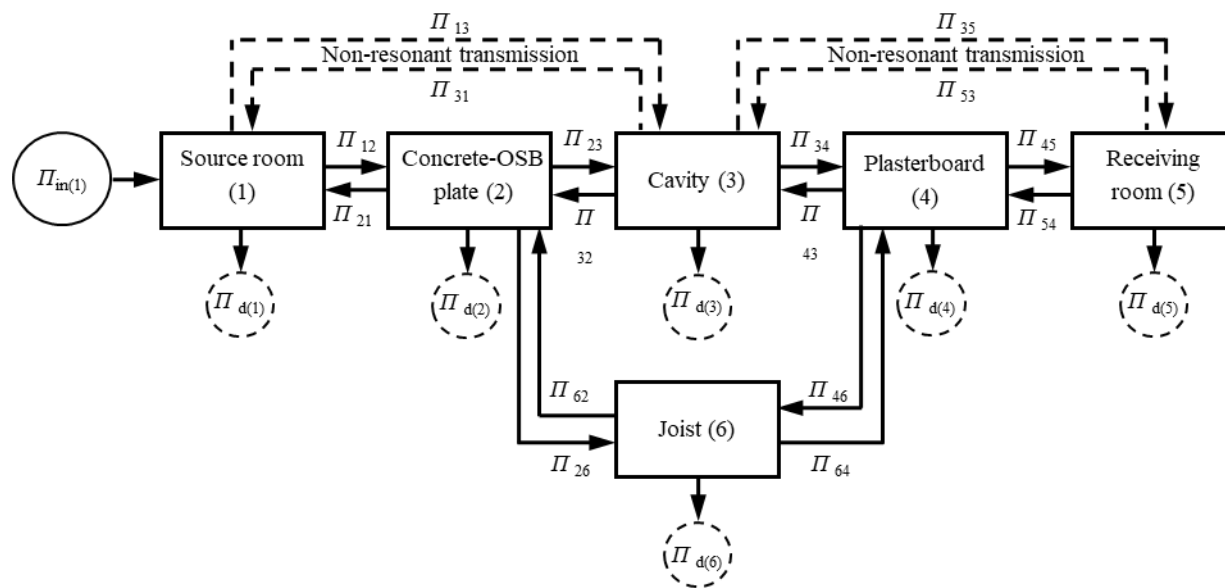 Π 13
Π 35
Non-resonant transmission
Non-resonant transmission
Π 31
Π 53
Π in(1)
Source room
(1)
Π 12
Π 21
Concrete-OSB
plate (2)
Π 23
Π
32
Cavity (3)
Π 34
Π
43
Plasterboard
(4)
Π 45
Π 54
Receiving
room (5)
Π d(1)
Π d(2)
Π d(3)
Π d(4)
Π d(5)
Π 62
Π 46
Joist (6)
Π 26
Π 64
Π d(6)